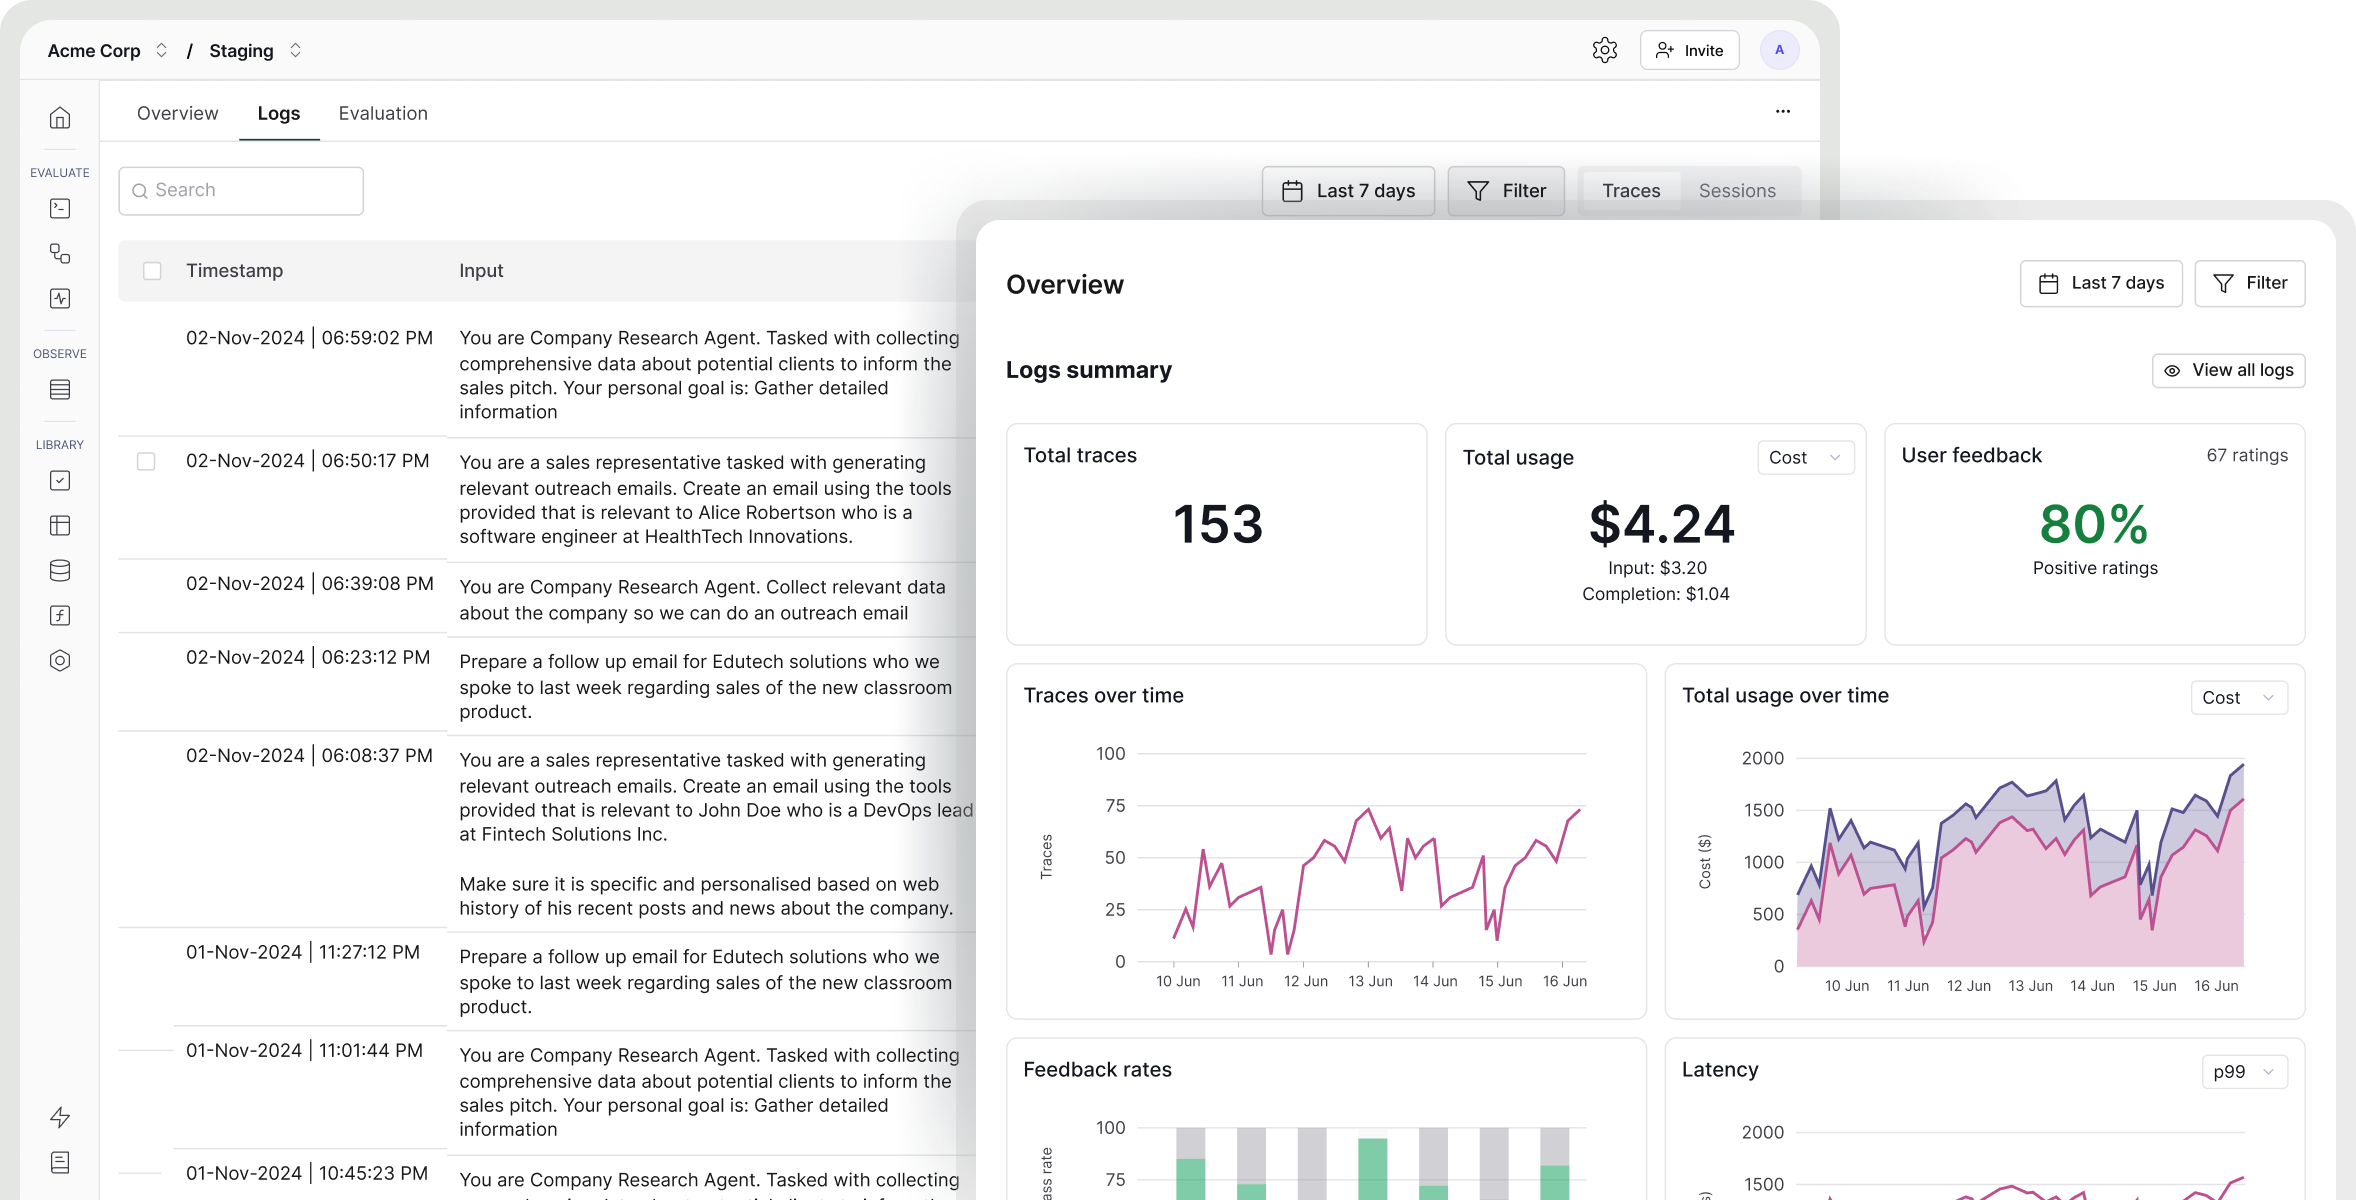 Acme Corp / Staging
Invite
A
Overview
Logs
Evaluation
...
EVALUATE
OBSERVE
LIBRARY
Search
Last 7 days
Filter
Traces
Sessions
Timestamp
Input
02-Nov-2024 | 06:59:02 PM
You are Company Research Agent. Tasked with collecting
comprehensive data about potential clients to inform the
sales pitch. Your personal goal is: Gather detailed
information
02-Nov-2024 | 06:50:17 PM
You are a sales representative tasked with generating
relevant outreach emails. Create an email using the tools
provided that is relevant to Alice Robertson who is a
software engineer at HealthTech Innovations.
02-Nov-2024 | 06:39:08 PM
You are Company Research Agent. Collect relevant data
about the company so we can do an outreach email
02-Nov-2024 | 06:23:12 PM
Prepare a follow up email for Edutech solutions who we
spoke to last week regarding sales of the new classroom
product.
02-Nov-2024 | 06:08:37 PM
You are a sales representative tasked with generating
relevant outreach emails. Create an email using the tools
provided that is relevant to John Doe who is a DevOps lead
at Fintech Solutions Inc.
Make sure it is specific and personalised based on web
history of his recent posts and news about the company.
01-Nov-2024 | 11:27:12 PM
Prepare a follow up email for Edutech solutions who we
spoke to last week regarding sales of the new classroom
product.
01-Nov-2024 | 11:01:44 PM
You are Company Research Agent. Tasked with collecting
comprehensive data about potential clients to inform the
sales pitch. Your personal goal is: Gather detailed
information
01-Nov-2024 | 10:45:23 PM
You are Company Research Agent. Tasked with collecting
Overview
Last 7 days
Filter
Logs summary
View all logs
Total traces
153
Total usage
Cost
$4.24
Input: $3.20
Completion: $1.04
User feedback
67 ratings
80%
Positive ratings
Traces over time
Traces
100
75
50
25
0
10 Jun 11 Jun 12 Jun 13 Jun 14 Jun 15 Jun 16 Jun
Total usage over time
Cost
Cost ($)
2000
1500
1000
500
0
10 Jun 11 Jun 12 Jun 13 Jun 14 Jun 15 Jun 16 Jun
Feedback rates
100
75
rate
Latency
p99
2000
1500